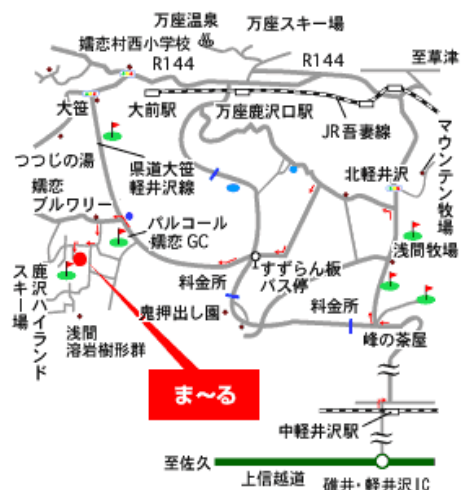 万座温泉
万座スキー場
嬬恋村西小学校
R144
R144
至草津
大笹
大前駅
万座鹿沢口駅
JR吾妻線
つつじの湯
県道大笹
軽井沢線
北軽井沢
マウンテン牧場
嬬恋
ブルワリー
パルコール
嬬恋 GC
すずらん坂
バス停
浅間牧場
鹿沢ハイランド
スキー場
料金所
鬼押出し園
料金所
浅間
溶岩樹形群
峰の茶屋
ま〜る
中軽井沢駅
至佐久
上信越道
碓井・軽井沢IC